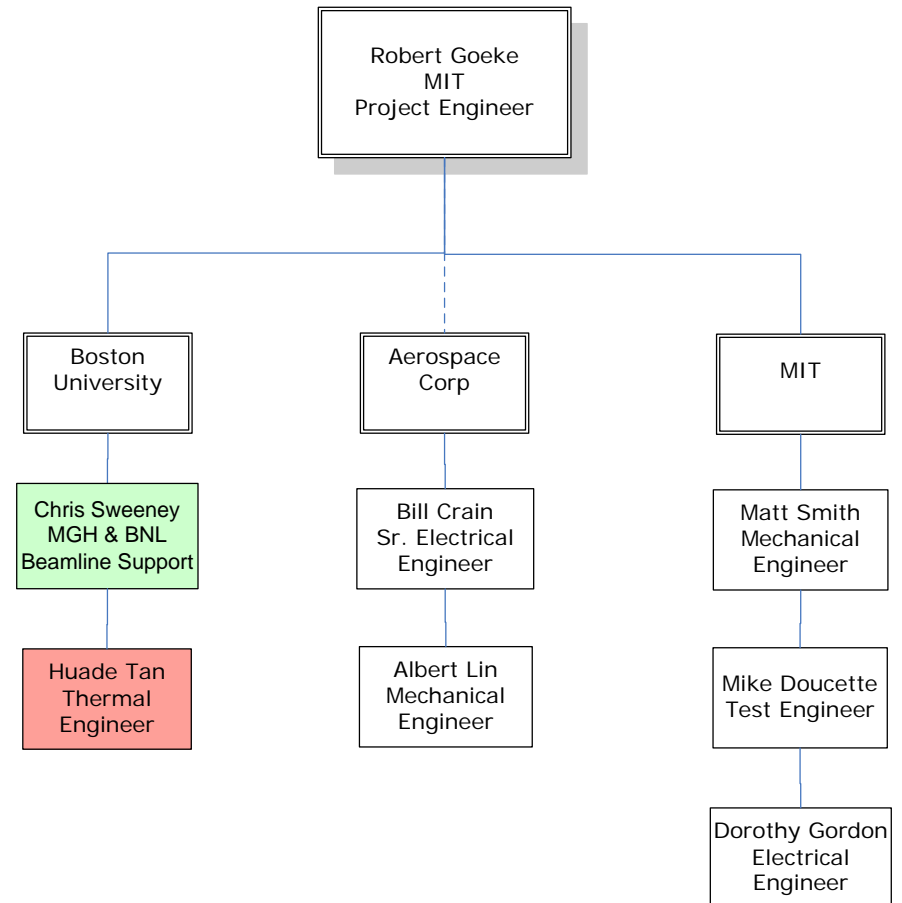 Robert Goeke
MIT
Project Engineer
Boston
University
Aerospace
Corp
MIT
Chris Sweeney
MGH & BNL
Beamline Support
Bill Crain
Sr. Electrical
Engineer
Matt Smith
Mechanical
Engineer
Huade Tan
Thermal
Engineer
Albert Lin
Mechanical
Engineer
Mike Doucette
Test Engineer
Dorothy Gordon
Electrical
Engineer